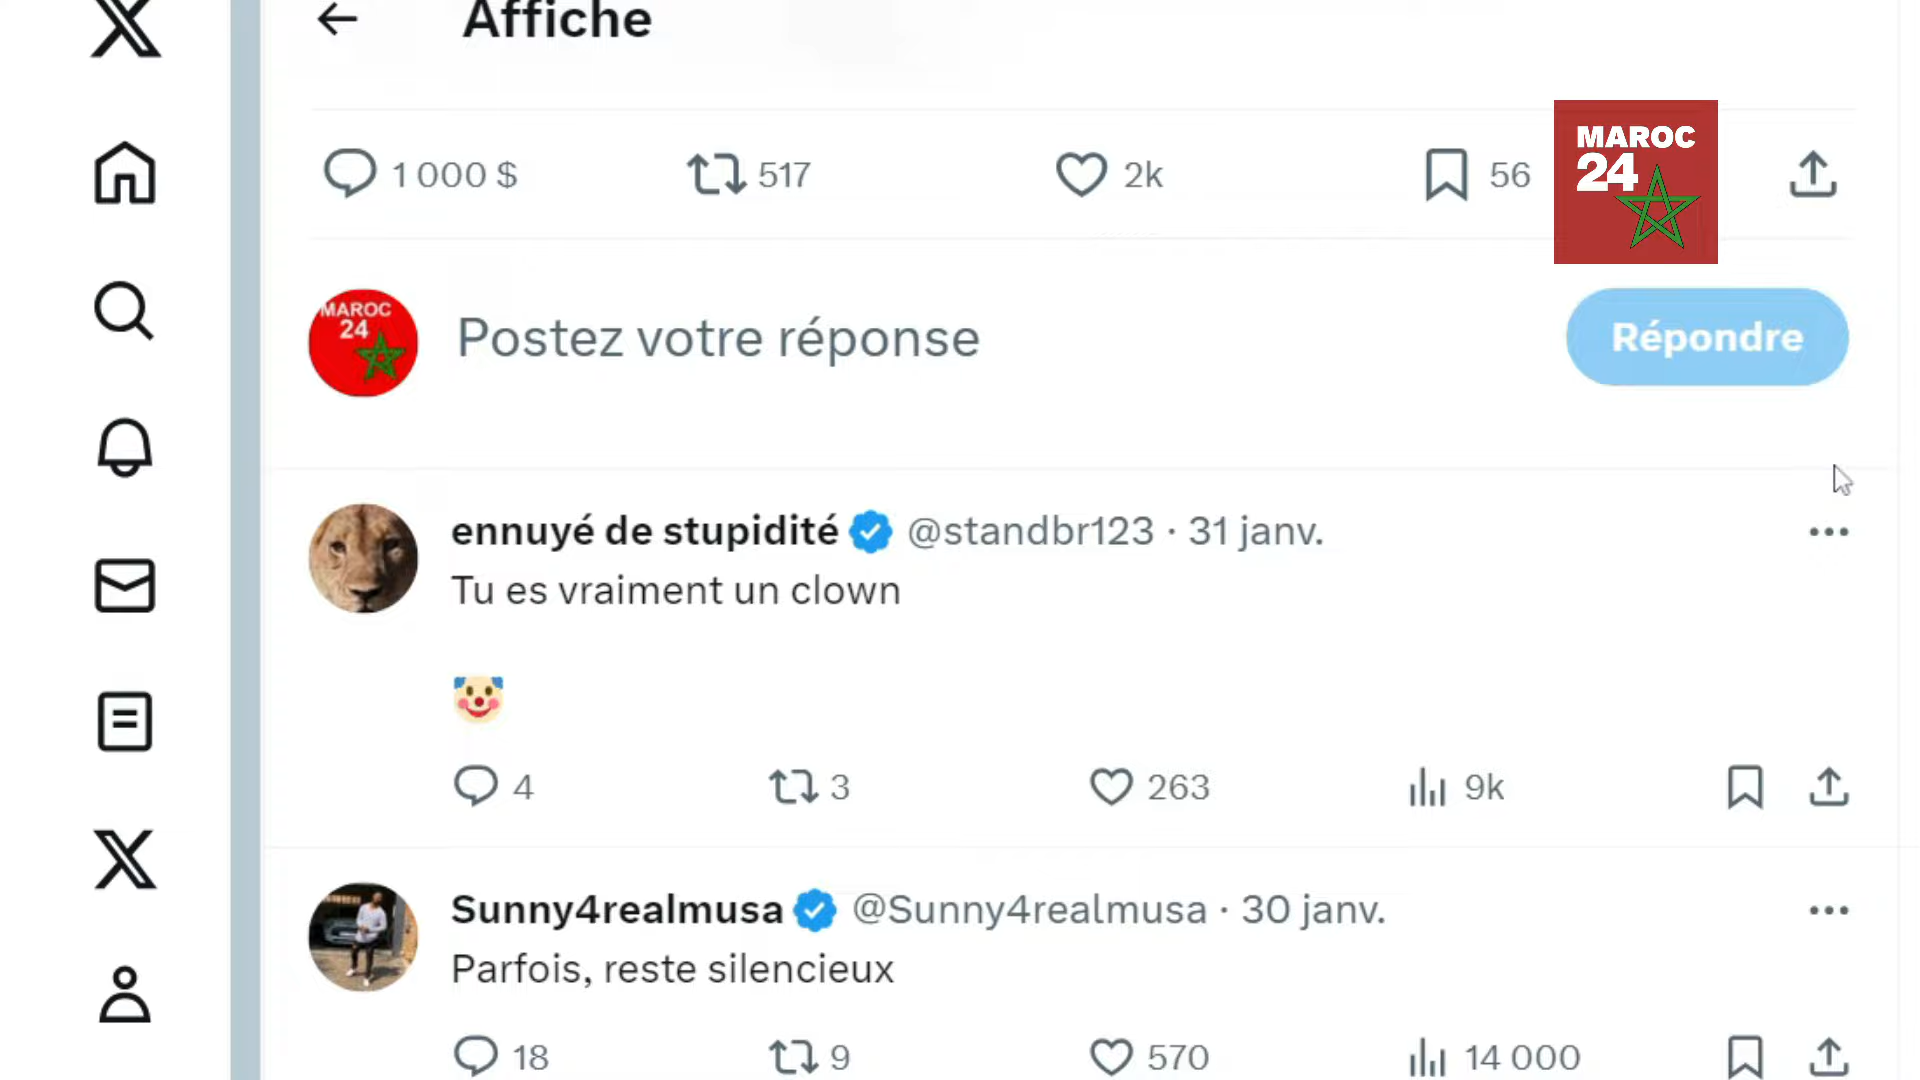 Affiche
1 000 $ 517 2k 56
MAROC
24
MAROC
24
Postez votre réponse
Répondre
ennuyé de stupidité @standbr123 · 31 janv.
Tu es vraiment un clown
4 3 263 9k
Sunny4realmusa @Sunny4realmusa · 30 janv.
Parfois, reste silencieux
18 9 570 14 000